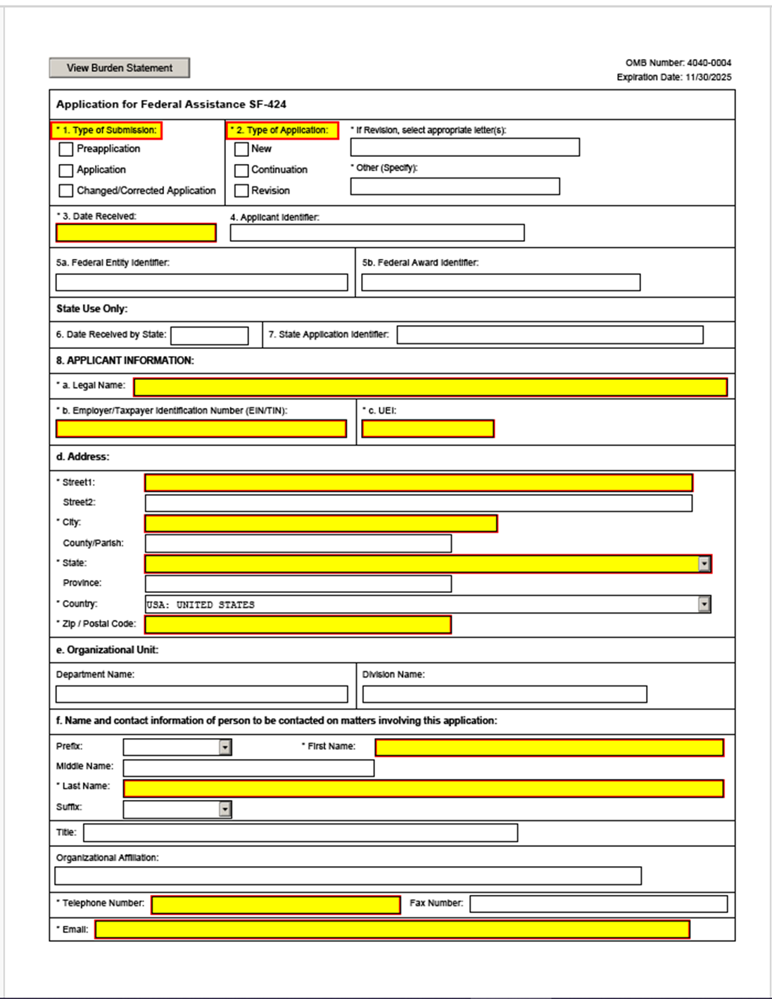 View Burden Statement
OMB Number: 4040-0004
Expiration Date: 11/30/2025
Application for Federal Assistance SF-424
* 1. Type of Submission:
Preapplication
Application
Changed/Corrected Application
* 2. Type of Application:
New
Continuation
Revision
* If Revision, select appropriate letter(s):
* Other (Specify):
* 3. Date Received:
4. Applicant Identifier:
5a. Federal Entity Identifier:
5b. Federal Award Identifier:
State Use Only:
6. Date Received by State:
7. State Application Identifier:
8. APPLICANT INFORMATION:
* a. Legal Name:
* b. Employer/Taxpayer Identification Number (EIN/TIN):
* c. UEI:
d. Address:
* Street1:
Street2:
* City:
County/Parish:
* State:
Province:
* Country:
USA: UNITED STATES
* Zip / Postal Code:
e. Organizational Unit:
Department Name:
Division Name:
f. Name and contact information of person to be contacted on matters involving this application:
Prefix:
* First Name:
Middle Name:
* Last Name:
Suffix:
Title:
Organizational Affiliation:
* Telephone Number:
Fax Number:
* Email: